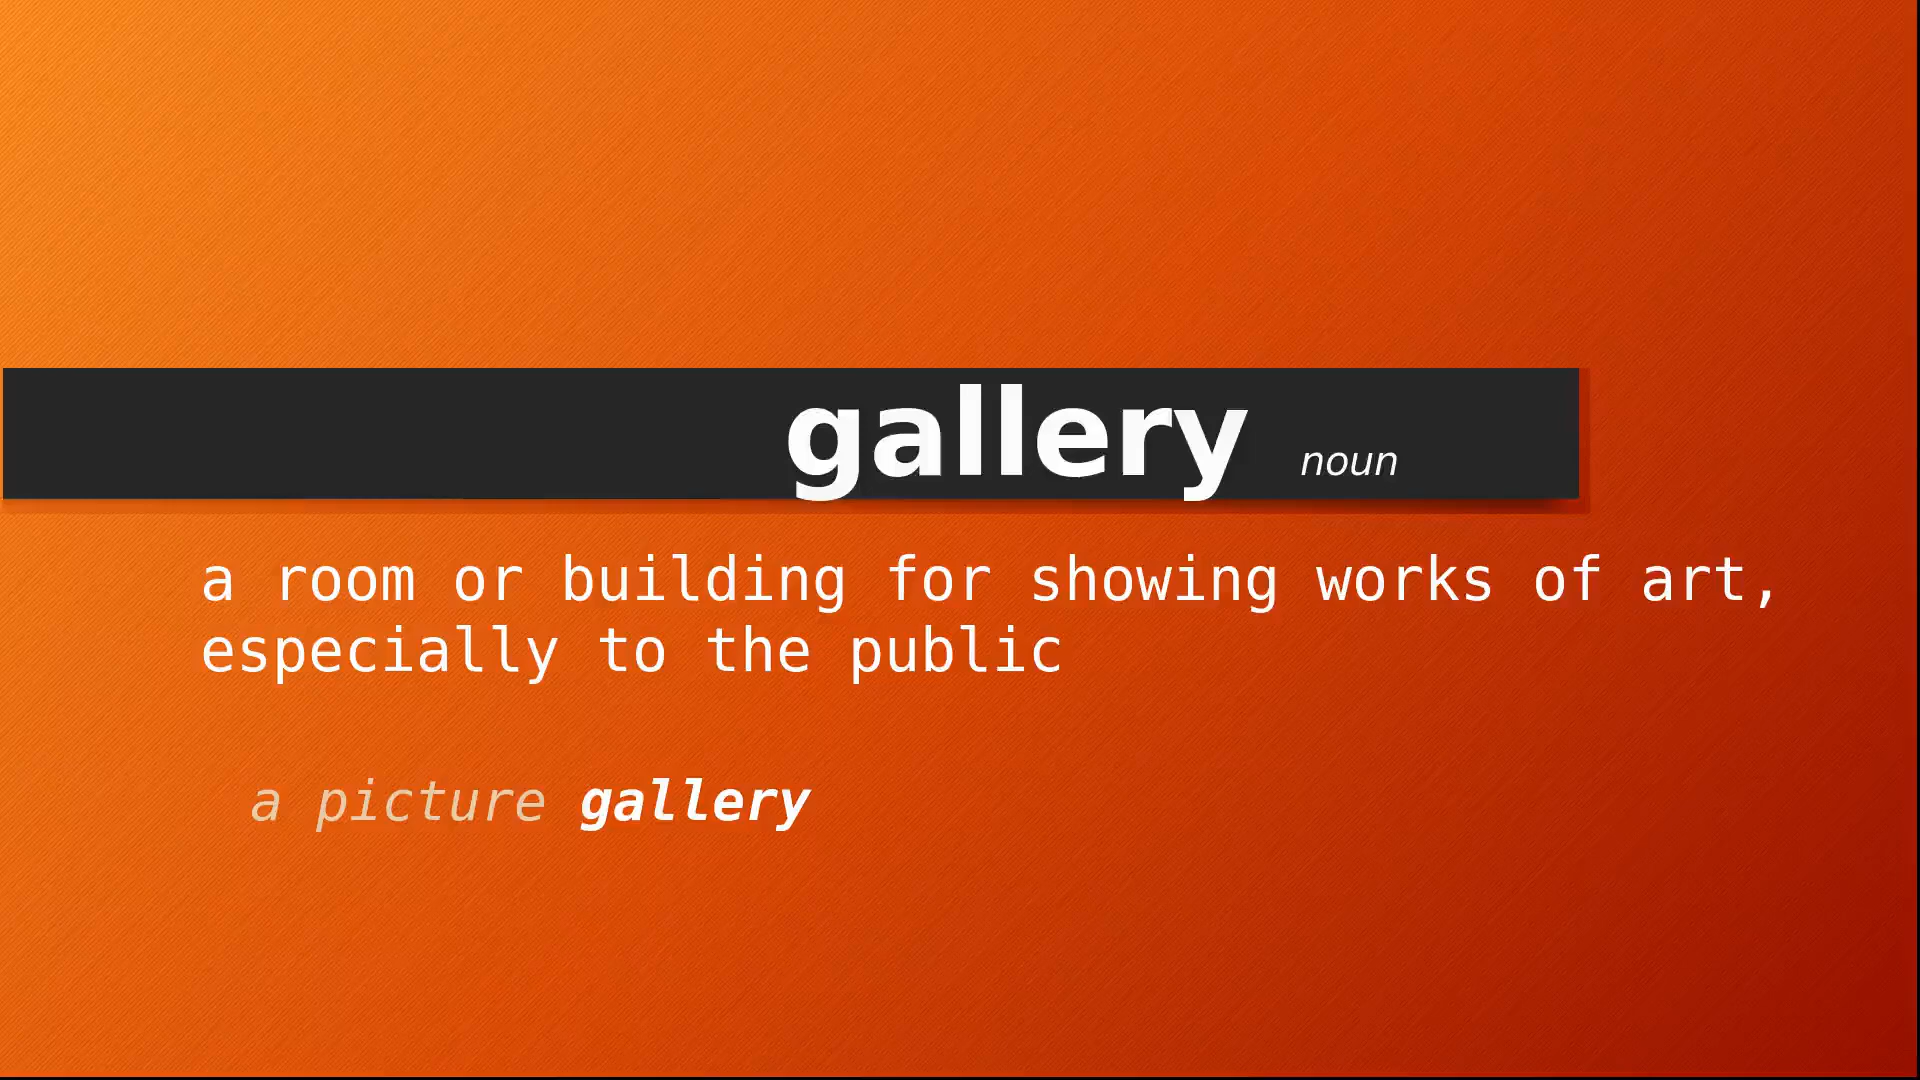 gallery noun
a room or building for showing works of art,
especially to the public
a picture gallery